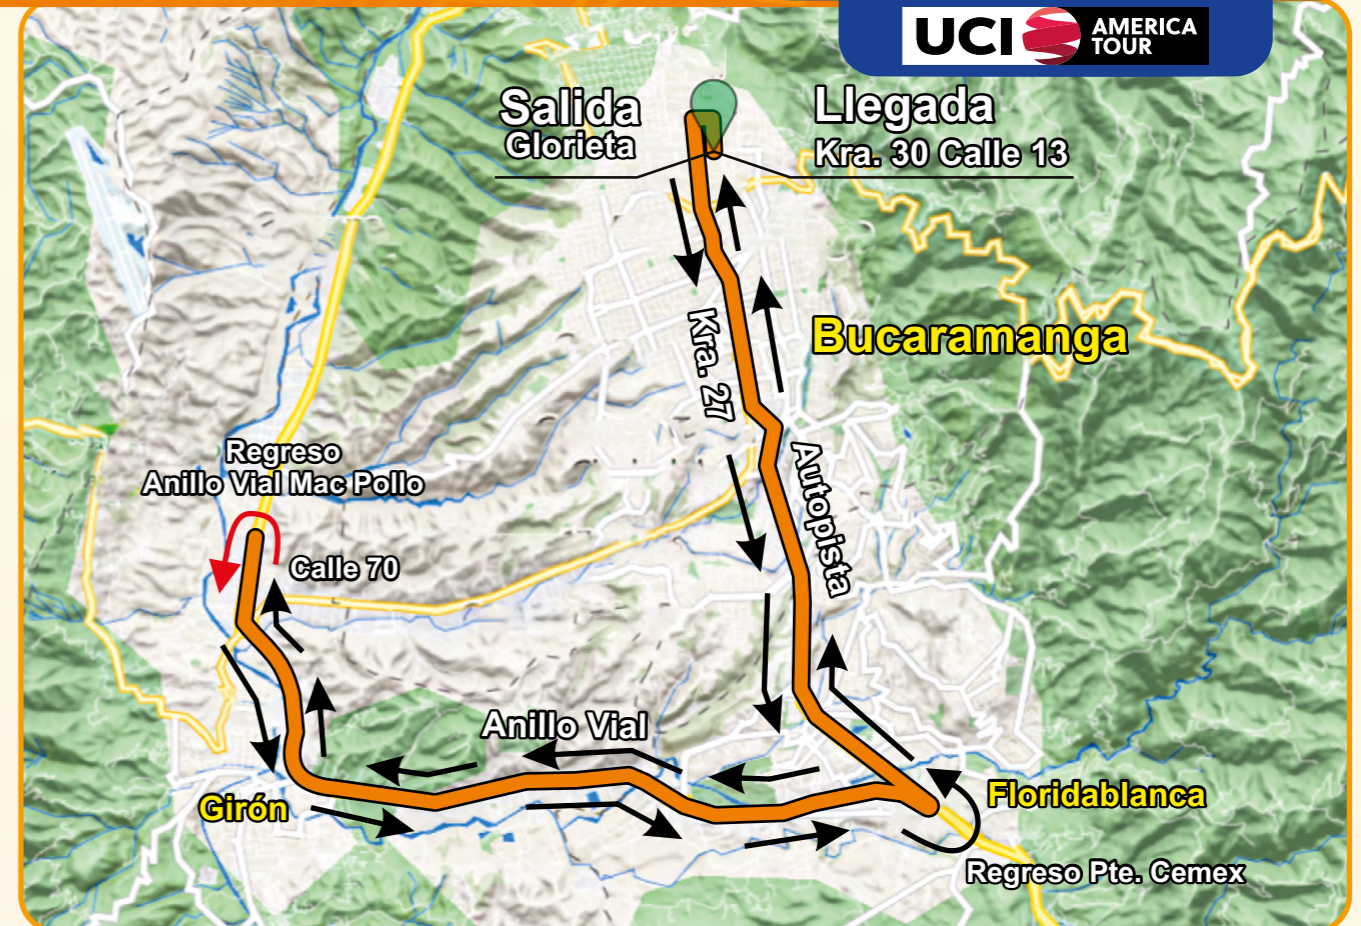 UCI AMERICA
TOUR
Salida
Glorieta
Llegada
Kra. 30 Calle 13
Kra. 27
Bucaramanga
Autopista
Regreso
Anillo Vial Mac Pollo
Calle 70
Anillo Vial
Girón
Floridablanca
Regreso Pte. Cemex